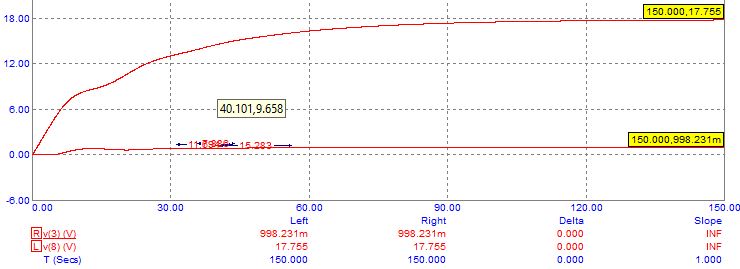 18.00
150.000,17.755
12.00
6.00
40.101,9.658
150.000,998.231m
15.283
0.00
-6.00
0.00 30.00 60.00 90.00 120.00 150.00
Left Right Delta Slope
R v(3) (V) 998.231m 998.231m 0.000 INF
L v(8) (V) 17.755 17.755 0.000 INF
T (Secs) 150.000 150.000 0.000 1.000